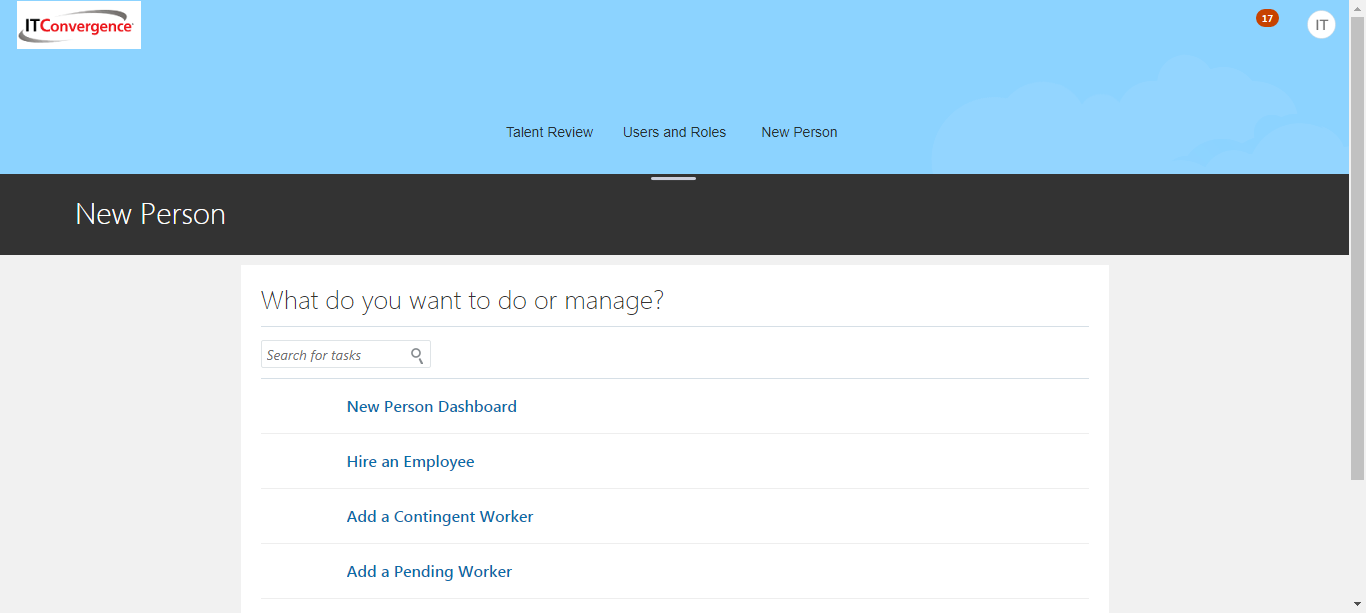 ITConvergence
17
IT
Talent Review Users and Roles New Person
New Person
What do you want to do or manage?
Search for tasks
New Person Dashboard
Hire an Employee
Add a Contingent Worker
Add a Pending Worker